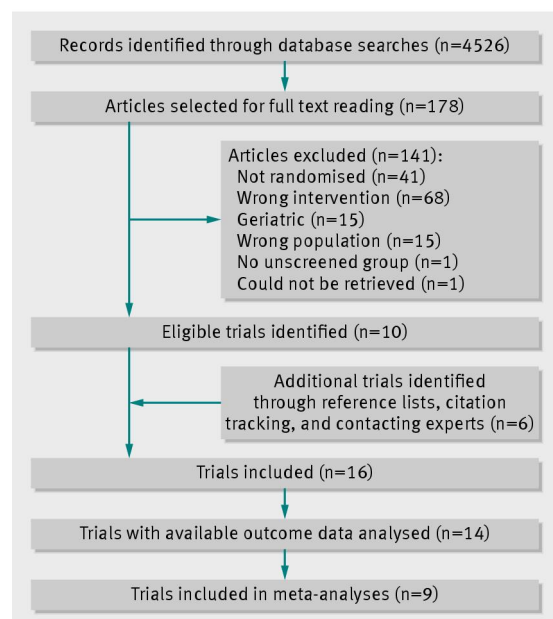 Records identified through database searches (n=4526)
Articles selected for full text reading (n=178)
Articles excluded (n=141):
Not randomised (n=41)
Wrong intervention (n=68)
Geriatric (n=15)
Wrong population (n=15)
No unscreened group (n=1)
Could not be retrieved (n=1)
Eligible trials identified (n=10)
Additional trials identified
through reference lists, citation
tracking, and contacting experts (n=6)
Trials included (n=16)
Trials with available outcome data analysed (n=14)
Trials included in meta-analyses (n=9)